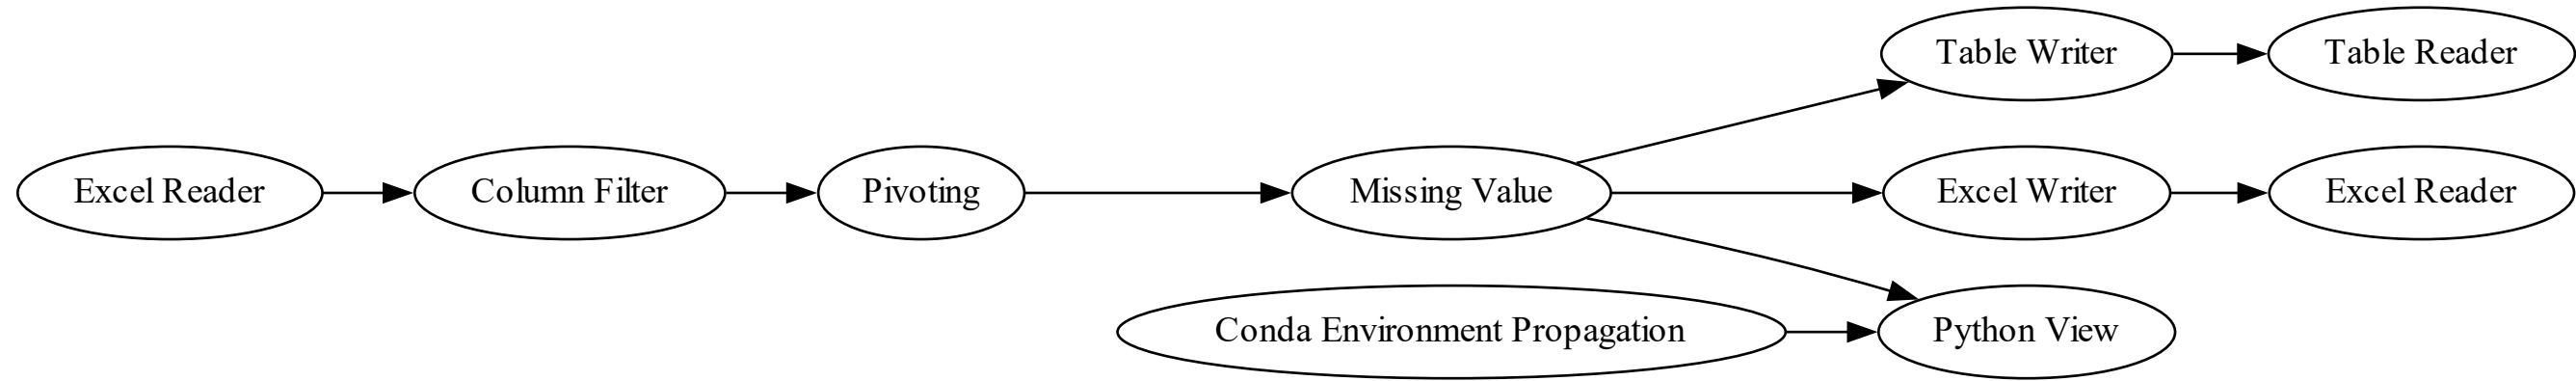 Table Writer
Table Reader
Excel Reader
Column Filter
Pivoting
Missing Value
Excel Writer
Excel Reader
Conda Environment Propagation
Python View